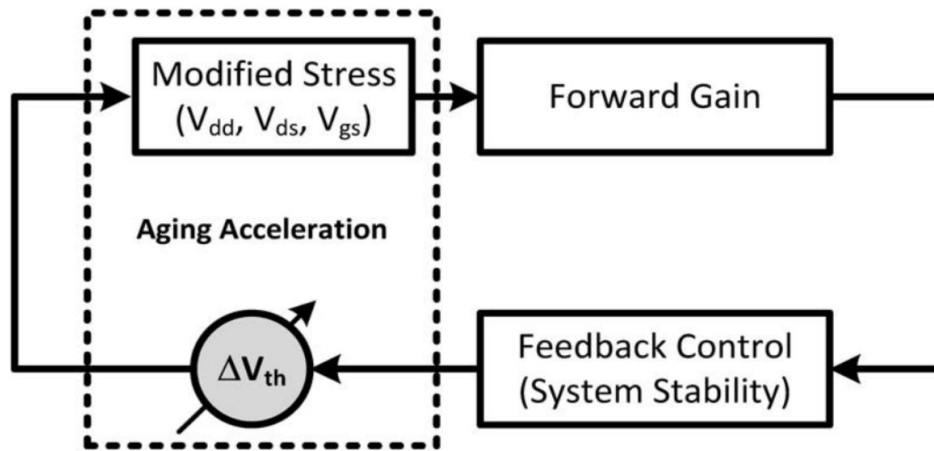 Modified Stress
(Vdd, Vds, Vgs)
Forward Gain
Aging Acceleration
ΔVth
Feedback Control
(System Stability)